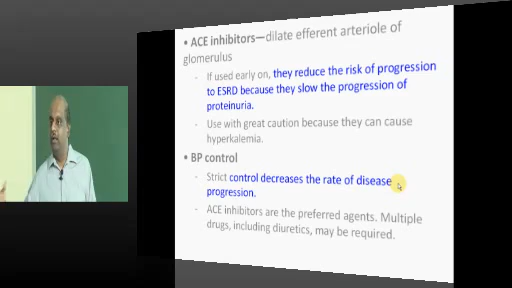 • ACE inhibitors—dilate efferent arteriole of
glomerulus
- If used early on, they reduce the risk of progression
to ESRD because they slow the progression of
proteinuria.
- Use with great caution because they can cause
hyperkalemia.
• BP control
- Strict control decreases the rate of disease
progression.
- ACE inhibitors are the preferred agents. Multiple
drugs, including diuretics, may be required.